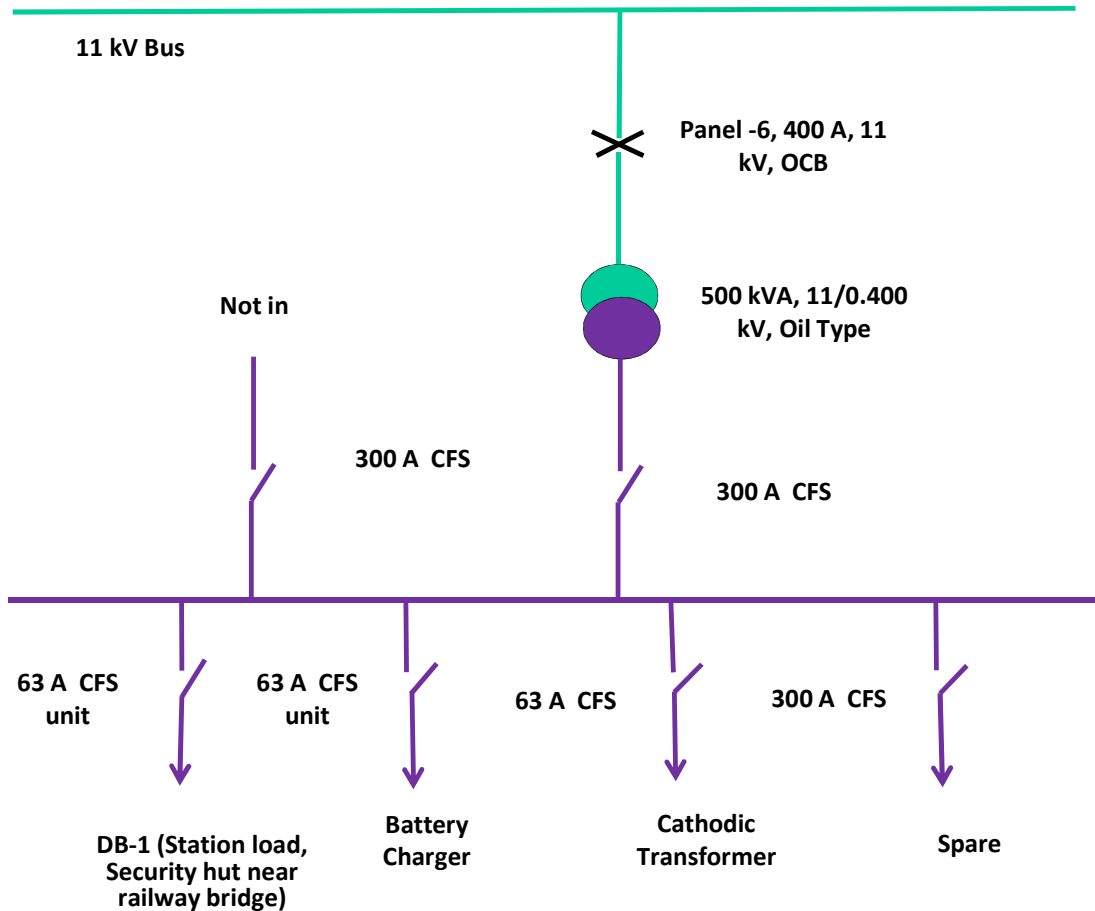 11 kV Bus
Panel -6, 400 A, 11
kV, OCB
500 kVA, 11/0.400
kV, Oil Type
Not in
300 A  CFS
300 A  CFS
63 A  CFS
unit
63 A  CFS
unit
63 A  CFS
300 A  CFS
DB-1 (Station load,
Security hut near
railway bridge)
Battery
Charger
Cathodic
Transformer
Spare